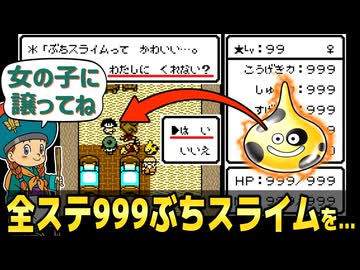 ＊「ぶちスライムって かわいい…。
わたしに くれない?
▶は い
いいえ
★Lv: 99 ♀
こうげき力: 999
しゅ
すば
999
HP: 999/999
女の子に
譲ってね
全ステ999ぶちスライムを…